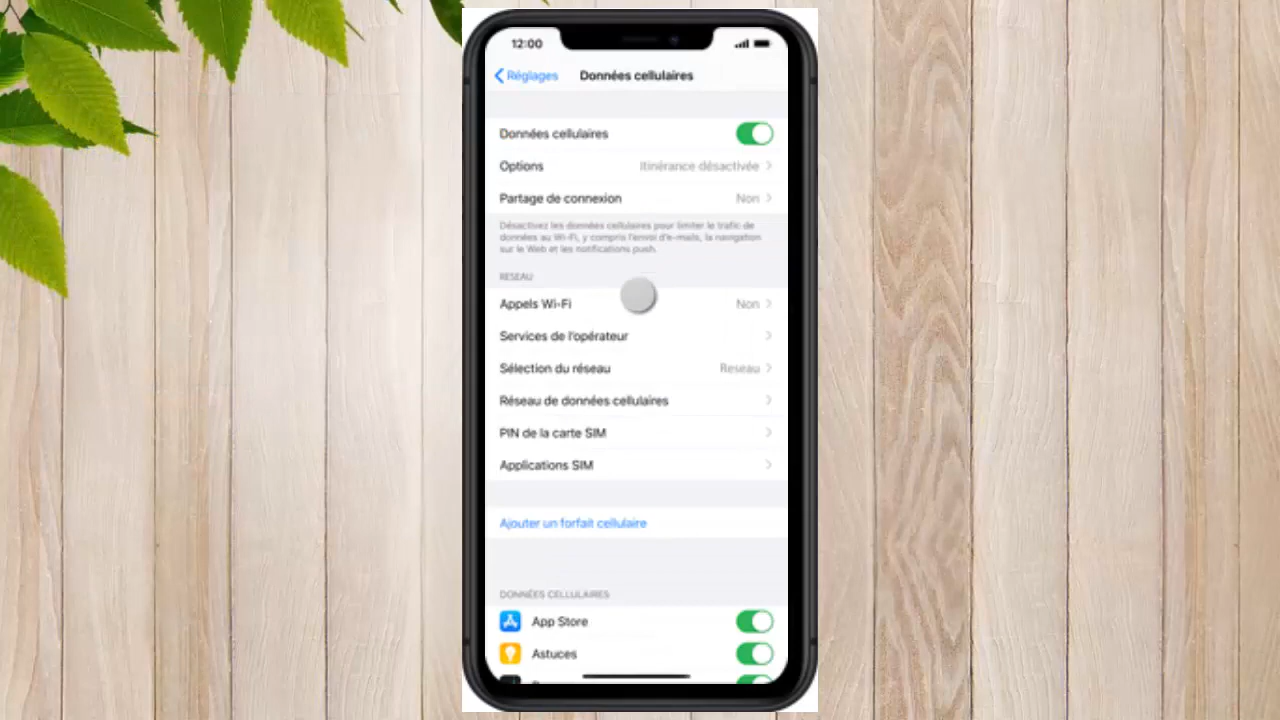 12:00
Réglages
Données cellulaires
Données cellulaires
Options
Itinérance désactivée
Partage de connexion
Non
Désactivez les données cellulaires pour limiter le trafic de
données au Wi-Fi, y compris l'envoi d'e-mails, la navigation
sur le Web et les notifications push.
RESEAU
Appels Wi-Fi
Non
Services de l'opérateur
Sélection du réseau
Reseau
Réseau de données cellulaires
PIN de la carte SIM
Applications SIM
Ajouter un forfait cellulaire
DONNÉES CELLULAIRES
App Store
Astuces